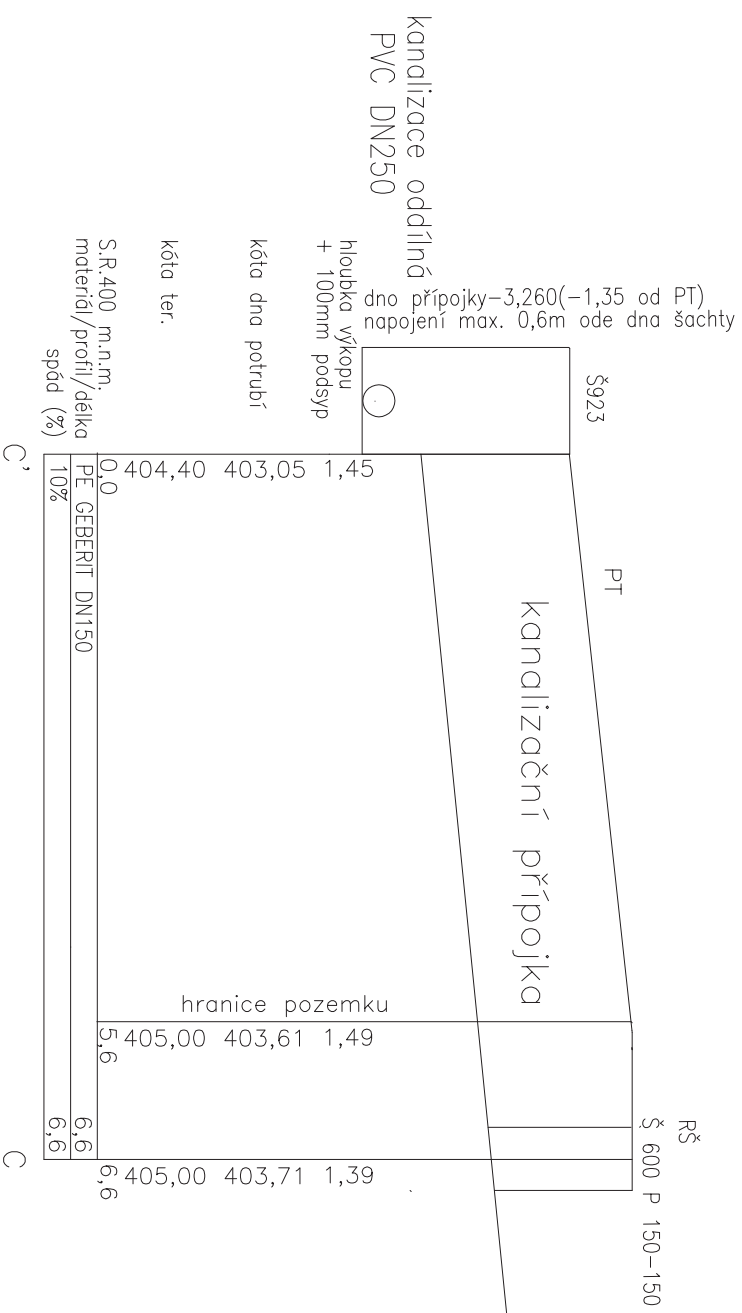 kanalizace oddílná
PVC DN250
dno přípojky-3,260(-1,35 od PT)
napojení max. 0,6m ode dna šachty
Š923
PT
kanalizační přípojka
RŠ
Š 600 P 150-150
hloubka výkopu
+ 100mm podsyp
1,45
1,49
1,39
kóta dna potrubí
403,05
403,61
403,71
kóta ter.
404,40
405,00
405,00
hranice pozemku
S.R.400 m.n.m.
0,0
5,6
6,6
materiál/profil/délka
PE GEBERIT DN150
6,6
spád (%)
10%
6,6
C'
C